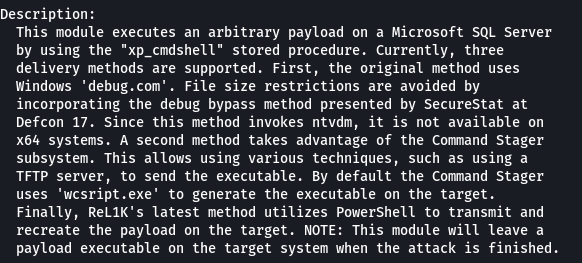 Description:
This module executes an arbitrary payload on a Microsoft SQL Server
by using the "xp_cmdshell" stored procedure. Currently, three
delivery methods are supported. First, the original method uses
Windows 'debug.com'. File size restrictions are avoided by
incorporating the debug bypass method presented by SecureStat at
Defcon 17. Since this method invokes ntvdm, it is not available on
x64 systems. A second method takes advantage of the Command Stager
subsystem. This allows using various techniques, such as using a
TFTP server, to send the executable. By default the Command Stager
uses 'wcsript.exe' to generate the executable on the target.
Finally, ReL1K's latest method utilizes PowerShell to transmit and
recreate the payload on the target. NOTE: This module will leave a
payload executable on the target system when the attack is finished.